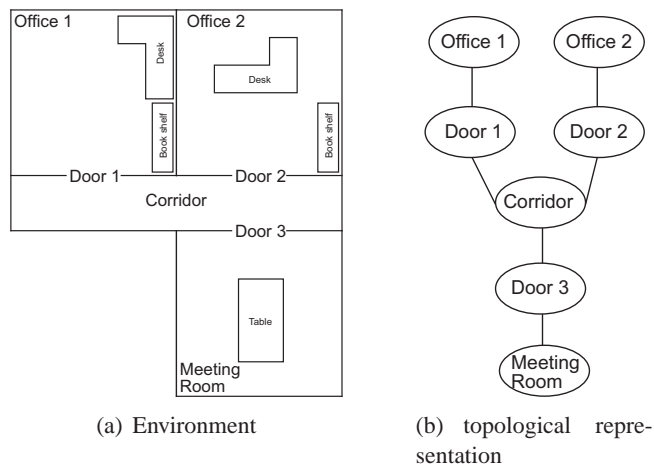 Office 1
Office 2
Desk
Desk
Book shelf
Book shelf
Door 1
Door 2
Corridor
Door 3
Table
Meeting
Room
(a) Environment
Office 1
Office 2
Door 1
Door 2
Corridor
Door 3
Meeting
Room
(b) topological repre-
sentation